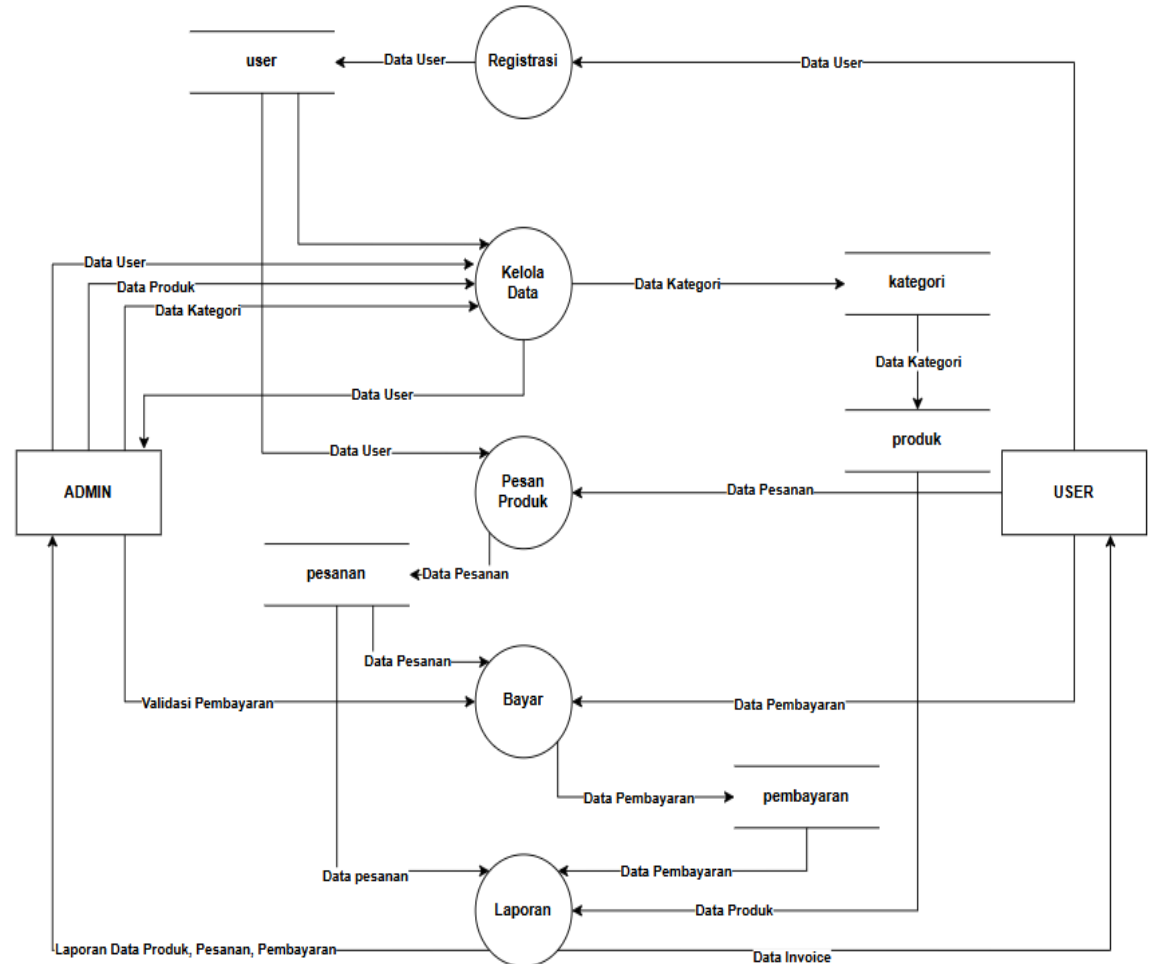 user
Data User
Registrasi
Data User
Data User
Data Produk
Data Kategori
Kelola
Data
Data Kategori
kategori
Data Kategori
Data User
produk
Data User
ADMIN
Pesan
Produk
Data Pesanan
USER
pesanan
Data Pesanan
Data Pesanan
Validasi Pembayaran
Bayar
Data Pembayaran
Data Pembayaran
pembayaran
Data pesanan
Data Pembayaran
Laporan
Data Produk
Laporan Data Produk, Pesanan, Pembayaran
Data Invoice